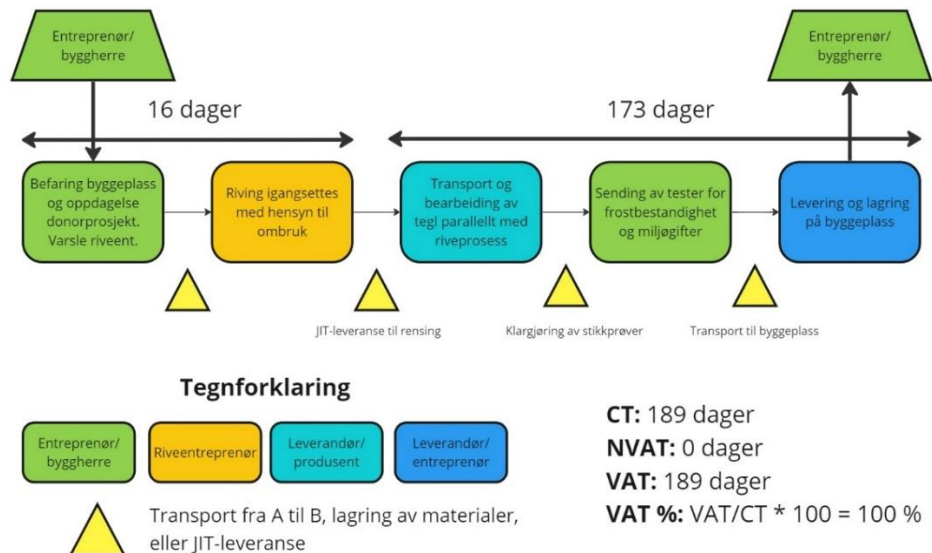 Entreprenør/
byggherre
Entreprenør/
byggherre
16 dager
173 dager
Befaring byggeplass
og oppdagelse
donorprosjekt.
Varsle riveent.
Riving igangsettes
med hensyn til
ombruk
Transport og
bearbeiding av
tegl parallellt med
riveprosess
Sending av tester for
frostbestandighet
og miljøgifter
Levering og lagring
på byggeplass
JIT-leveranse til rensing
Klargjøring av stikkprøver
Transport til byggeplass
Tegnforklaring
Entreprenør/
byggherre
Riveentreprenør
Leverandør/
produsent
Leverandør/
entreprenør
Transport fra A til B, lagring av materialer,
eller JIT-leveranse
CT: 189 dager
NVAT: 0 dager
VAT: 189 dager
VAT %: VAT/CT * 100 = 100 %